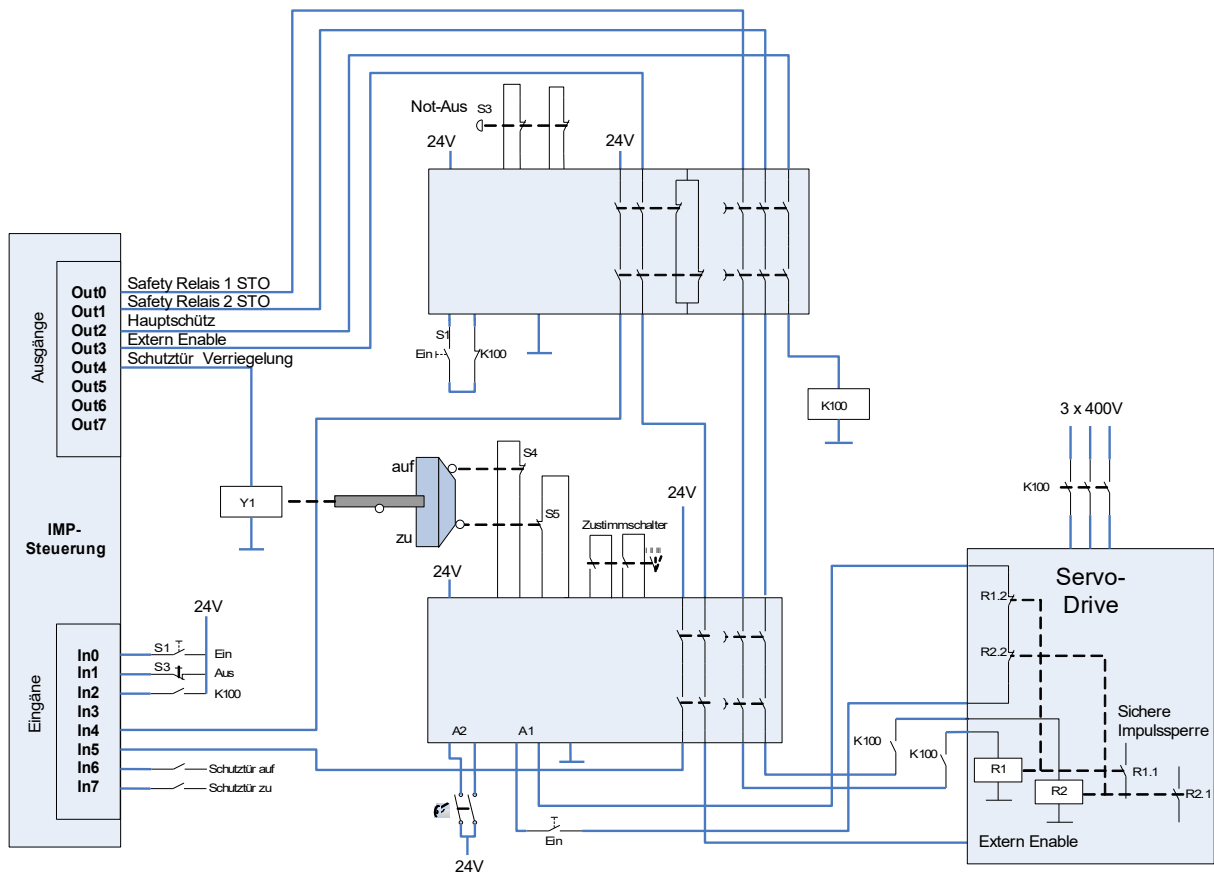 Not-Aus S3
24V
24V
Ausgänge
Out0
Out1
Out2
Out3
Out4
Out5
Out6
Out7
Safety Relais 1 STO
Safety Relais 2 STO
Hauptschütz
Extern Enable
Schutztür Verriegelung
S1
Ein
K100
K100
3 x 400V
K100
auf
zu
S4
S5
Y1
24V
Zustimmschalter
24V
IMP-
Steuerung
Servo-
Drive
R1.2
R2.2
24V
Eingäne
In0
In1
In2
In3
In4
In5
In6
In7
S1
Ein
S3
Aus
K100
Schutztür auf
Schutztür zu
A2
A1
Ein
24V
K100
K100
Sichere
Impulssperre
R1
R1.1
R2
R2.1
Extern Enable